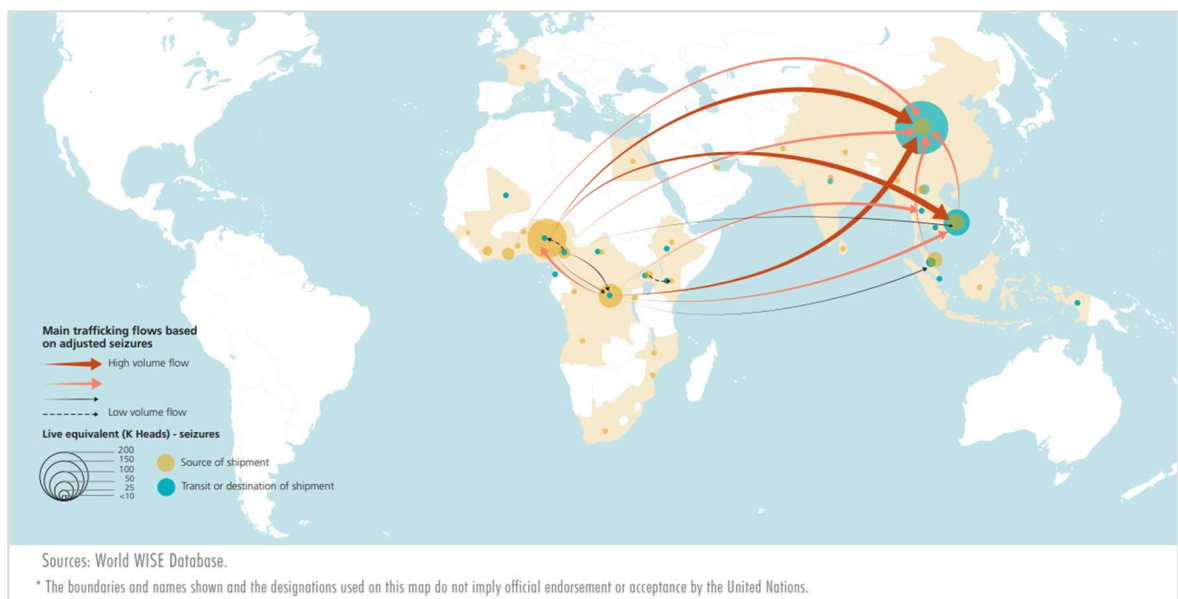 Main trafficking flows based
on adjusted seizures
High volume flow
Low volume flow
Live equivalent (K Heads) - seizures
200
150
100
50
25
<10
Source of shipment
Transit or destination of shipment
Sources: World WISE Database.
* The boundaries and names shown and the designations used on this map do not imply official endorsement or acceptance by the United Nations.